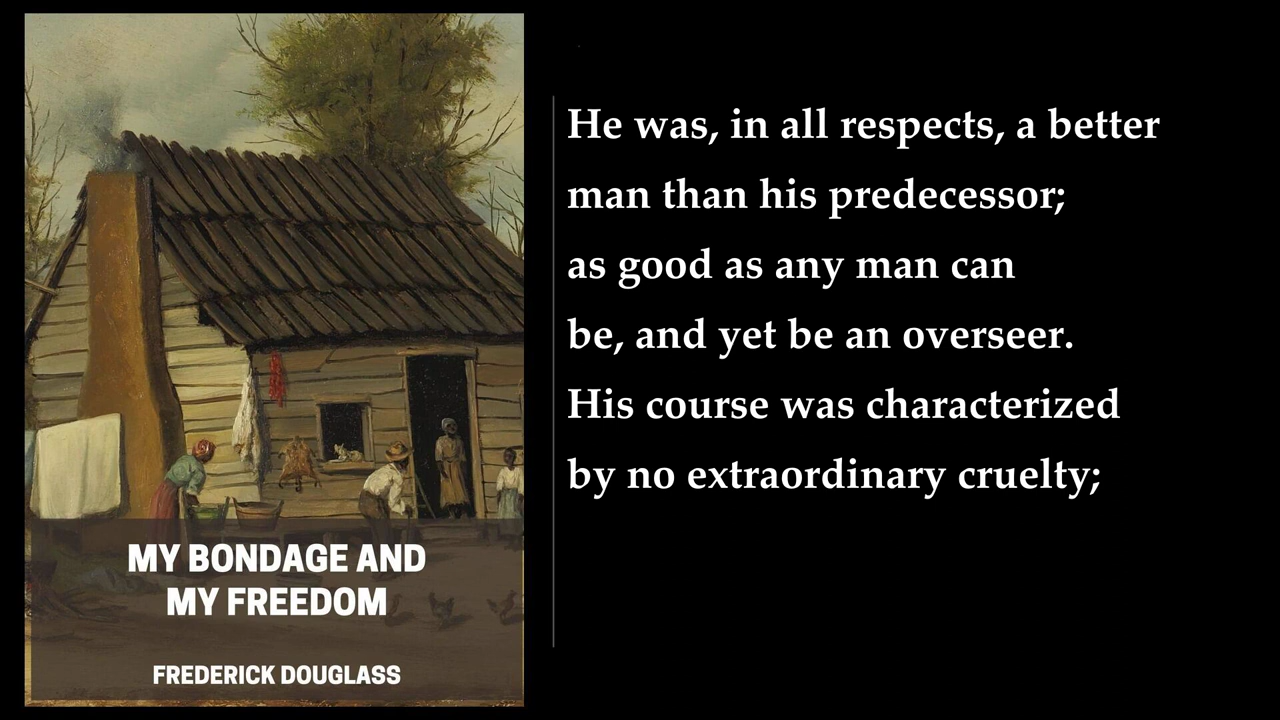 MY BONDAGE AND
MY FREEDOM
FREDERICK DOUGLASS
He was, in all respects, a better
man than his predecessor;
as good as any man can
be, and yet be an overseer.
His course was characterized
by no extraordinary cruelty;